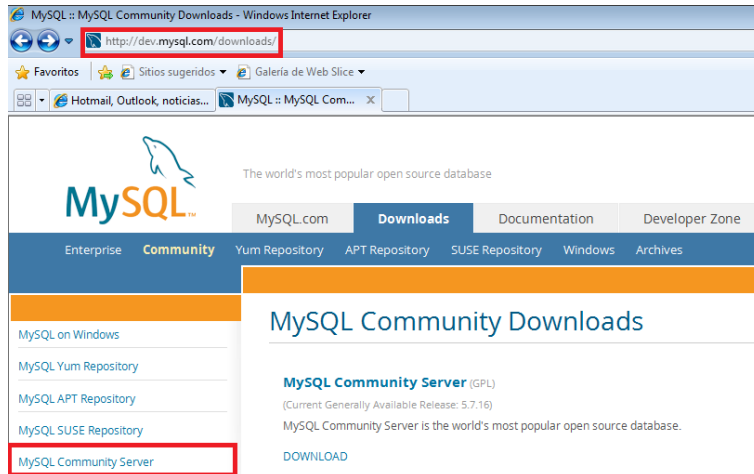 MySQL :: MySQL Community Downloads - Windows Internet Explorer
http://dev.mysql.com/downloads/
Favoritos Sitios sugeridos Galería de Web Slice
Hotmail, Outlook, noticias... MySQL :: MySQL Com... X
The world's most popular open source database
MySQL™
MySQL.com Downloads Documentation Developer Zone
Enterprise Community Yum Repository APT Repository SUSE Repository Windows Archives
MySQL Community Downloads
MySQL on Windows
MySQL Yum Repository
MySQL APT Repository
MySQL SUSE Repository
MySQL Community Server
MySQL Community Server (GPL)
(Current Generally Available Release: 5.7.16)
MySQL Community Server is the world's most popular open source database.
DOWNLOAD